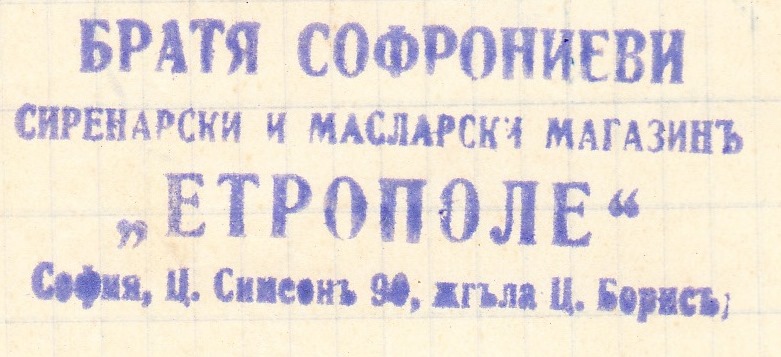 БРАТЯ СОФРОНИЕВИ
СИРЕНАРСКИ И МАСЛАРСКИ МАГАЗИНЪ
„ЕТРОПОЛЕ“
София, Ц. Симеонъ 90, жгъла Ц. Борисъ,